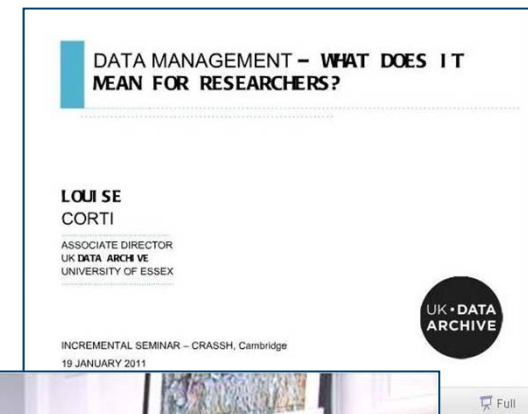 DATA MANAGEMENT – WHAT DOES IT
MEAN FOR RESEARCHERS?
LOUISE
CORTI
ASSOCIATE DIRECTOR
UK DATA ARCHIVE
UNIVERSITY OF ESSEX
UK • DATA
ARCHIVE
INCREMENTAL SEMINAR – CRASSH, Cambridge
19 JANUARY 2011
Full